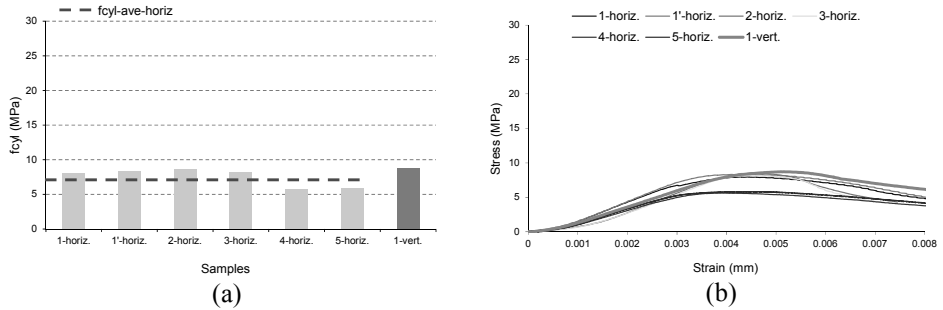 fcyl-ave-horiz
30
25
20
15
10
5
0
fcyl (MPa)
1-horiz. 1'-horiz. 2-horiz. 3-horiz. 4-horiz. 5-horiz. 1-vert.
Samples
(a)
1-horiz. 1'-horiz. 2-horiz. 3-horiz.
4-horiz. 5-horiz. 1-vert.
30
25
20
15
10
5
0
Stress (MPa)
0 0.001 0.002 0.003 0.004 0.005 0.006 0.007 0.008
Strain (mm)
(b)